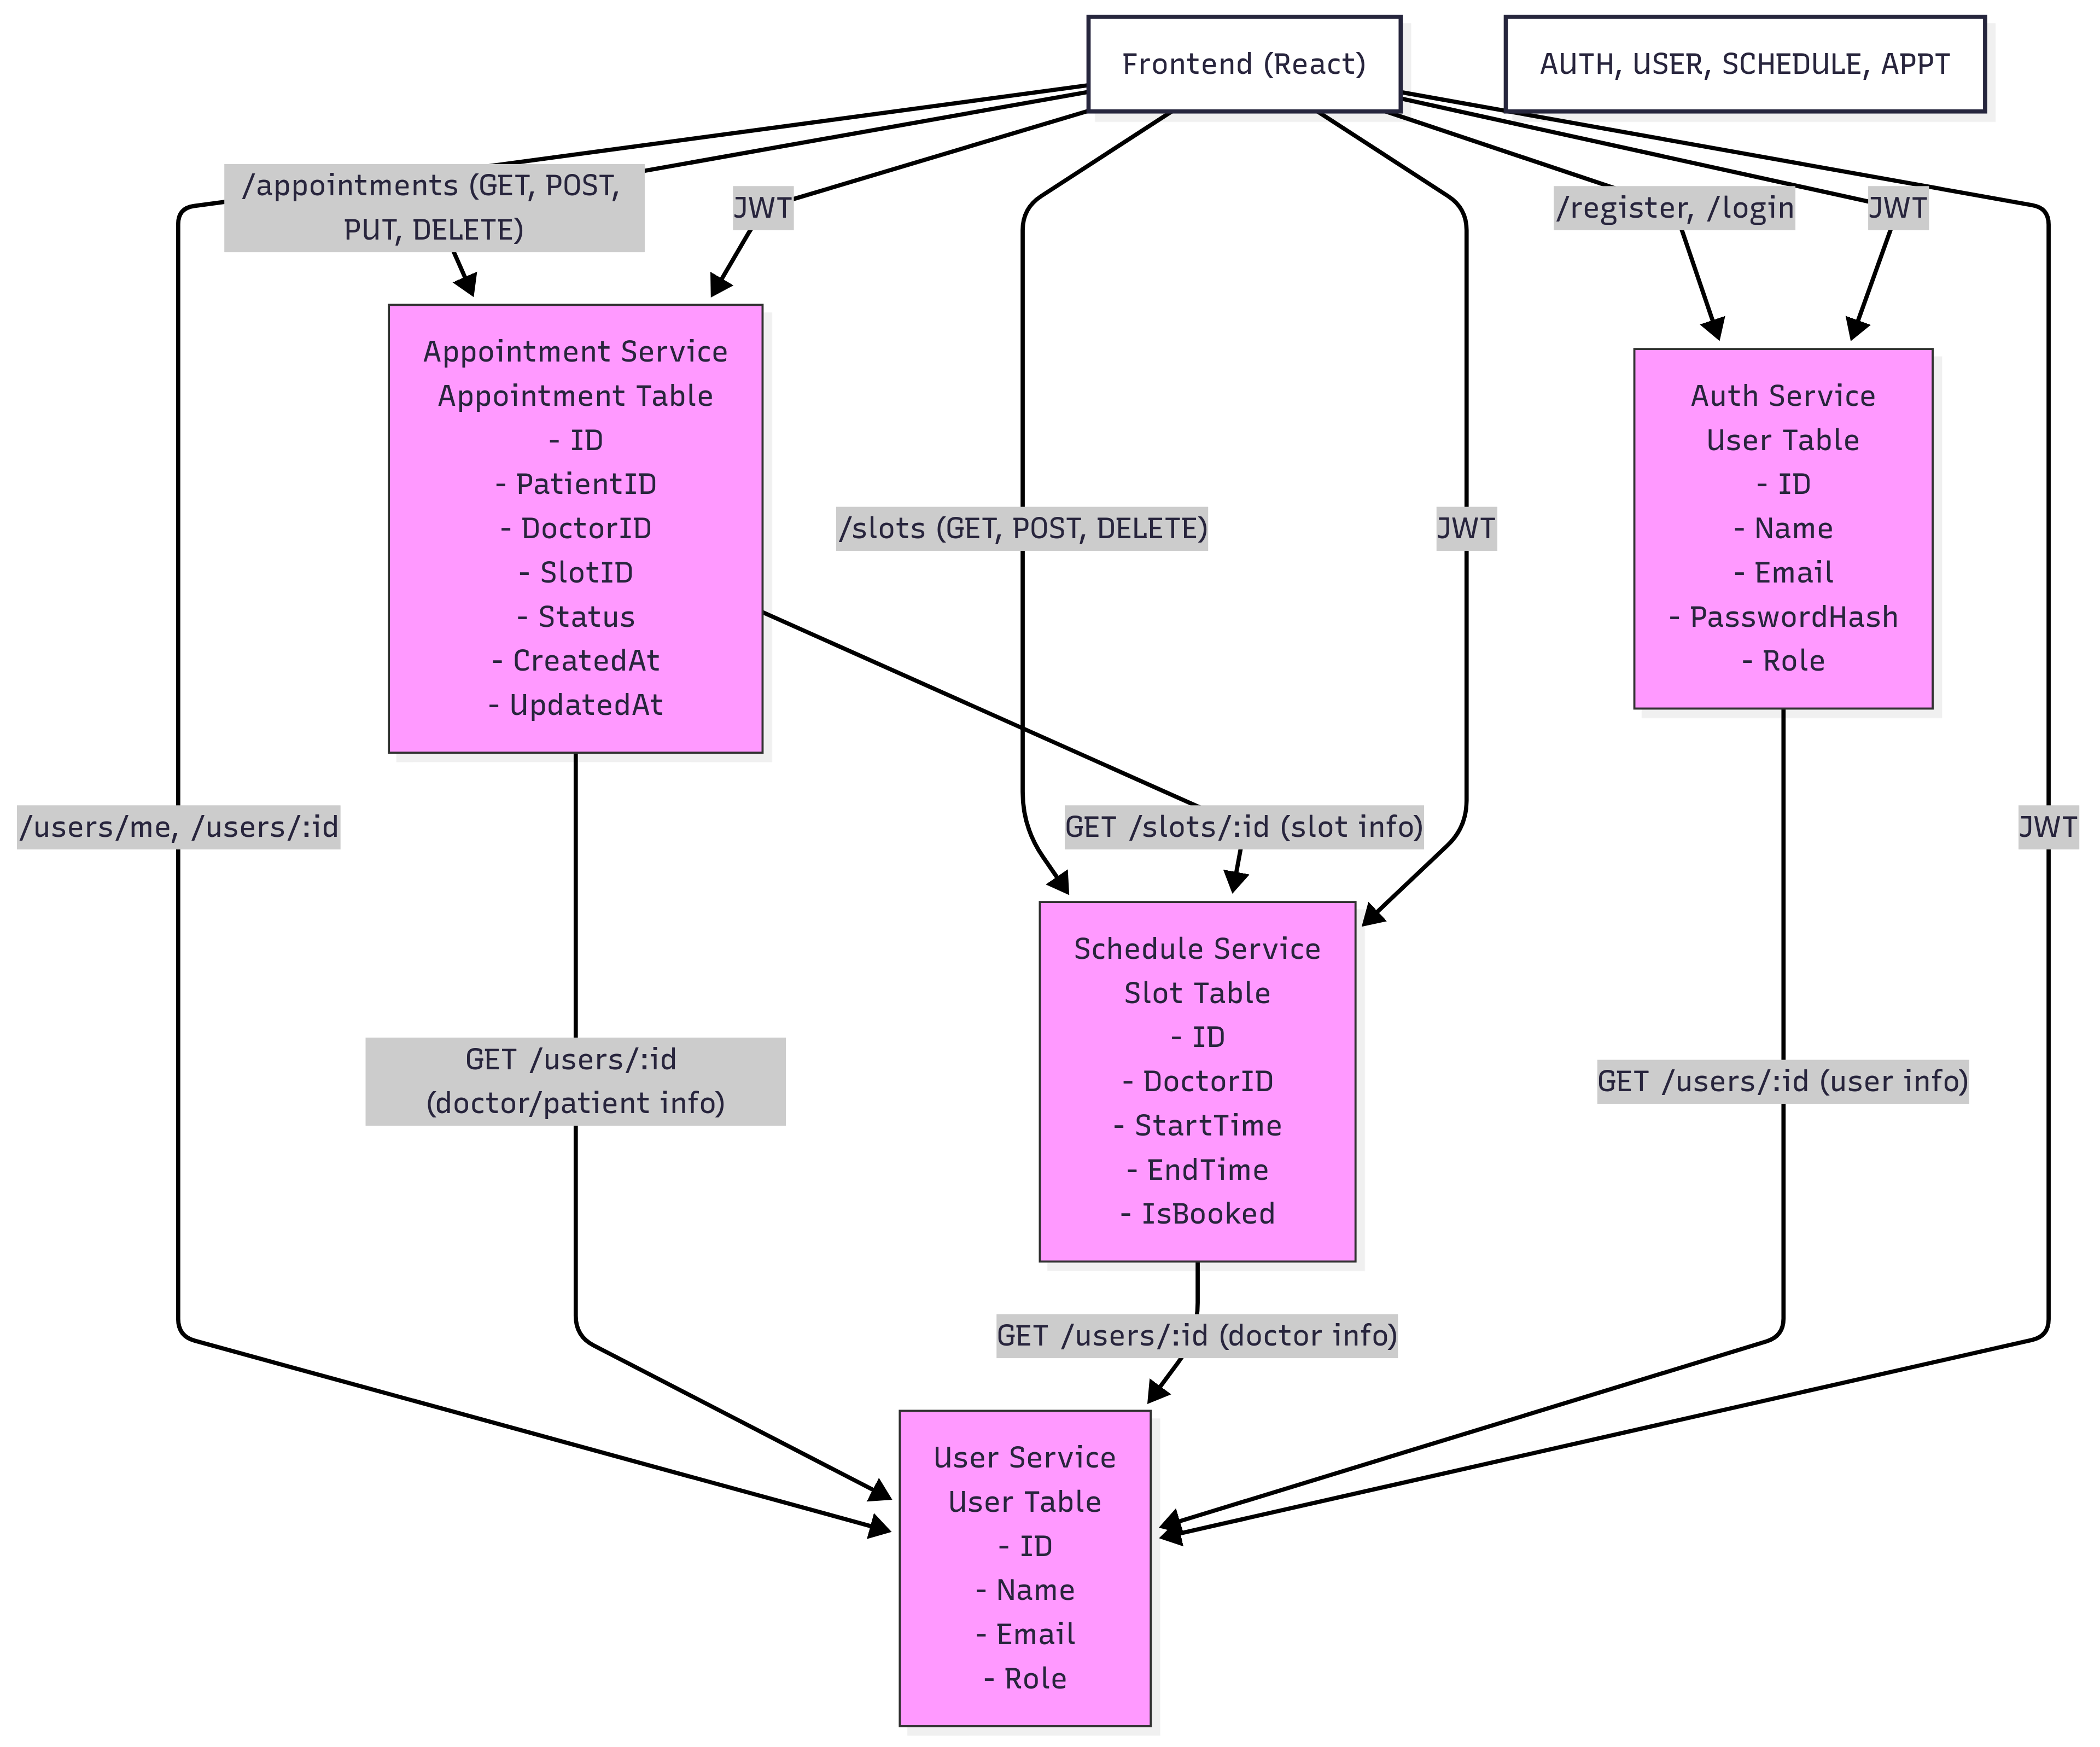 Frontend (React)
AUTH, USER, SCHEDULE, APPT
/appointments (GET, POST,
PUT, DELETE)
JWT
/register, /login
JWT
Appointment Service
Appointment Table
- ID
- PatientID
- DoctorID
- SlotID
- Status
- CreatedAt
- UpdatedAt
/slots (GET, POST, DELETE)
JWT
Auth Service
User Table
- ID
- Name
- Email
- PasswordHash
- Role
/users/me, /users/:id
GET /slots/:id (slot info)
JWT
Schedule Service
Slot Table
- ID
- DoctorID
- StartTime
- EndTime
- IsBooked
GET /users/:id
(doctor/patient info)
GET /users/:id (user info)
GET /users/:id (doctor info)
User Service
User Table
- ID
- Name
- Email
- Role